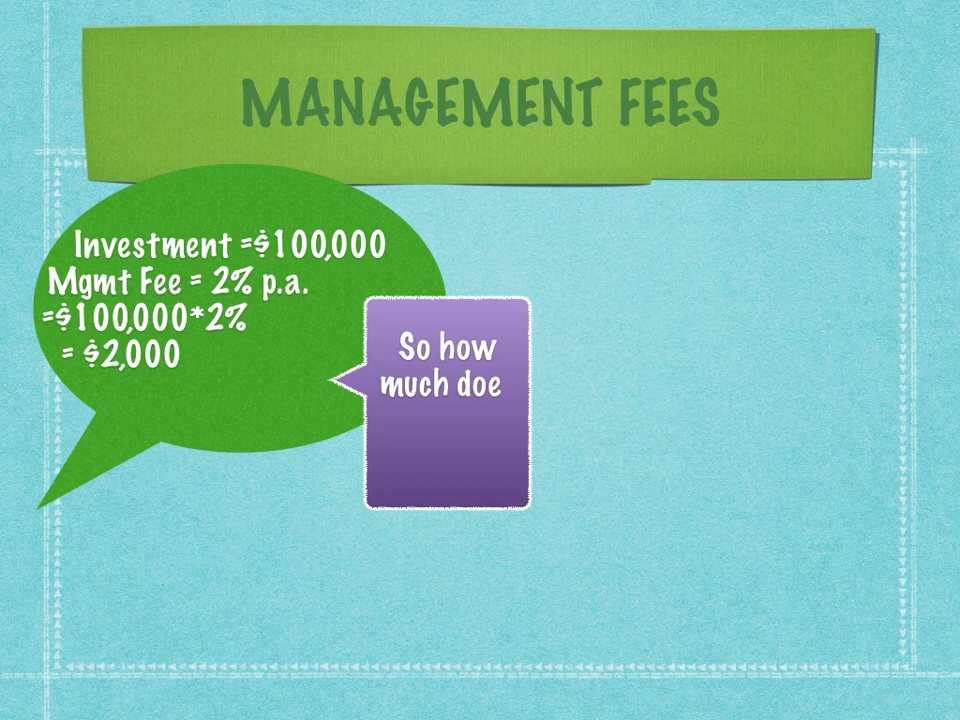 MANAGEMENT FEES
Investment =$100,000
Mgmt Fee = 2% p.a.
=$100,000*2%
= $2,000
So how
much doe